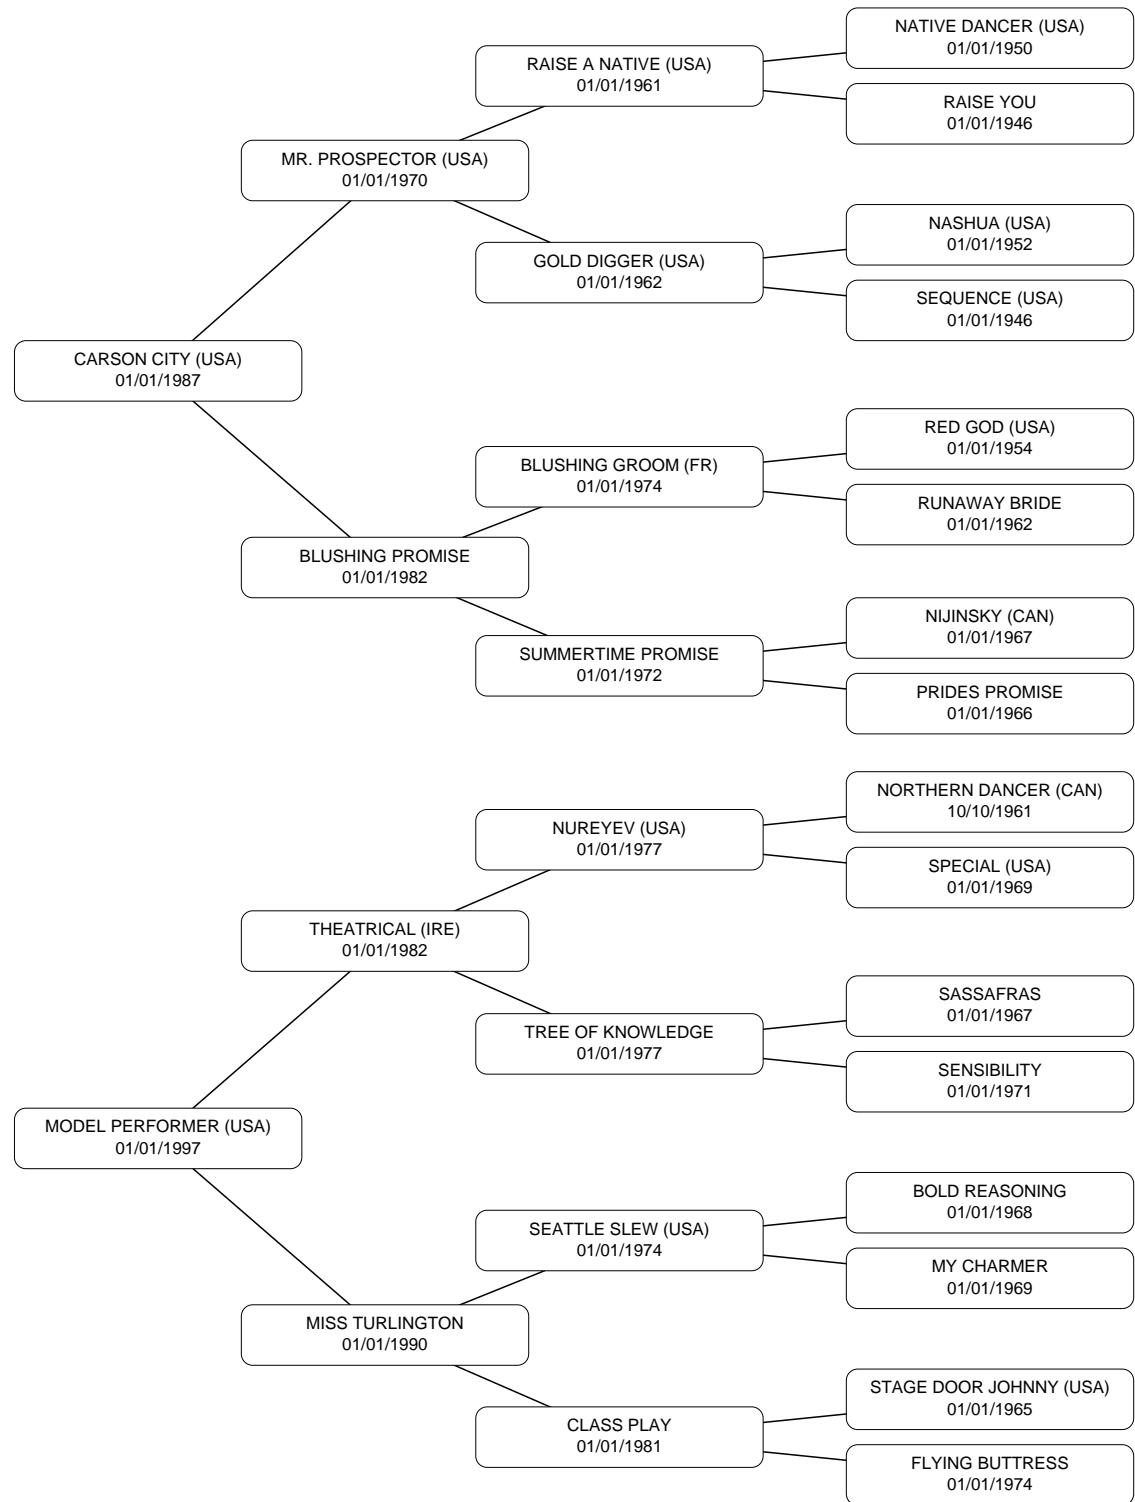 NATIVE DANCER (USA)
01/01/1950
RAISE A NATIVE (USA)
01/01/1961
RAISE YOU
01/01/1946
MR. PROSPECTOR (USA)
01/01/1970
NASHUA (USA)
01/01/1952
GOLD DIGGER (USA)
01/01/1962
SEQUENCE (USA)
01/01/1946
CARSON CITY (USA)
01/01/1987
RED GOD (USA)
01/01/1954
BLUSHING GROOM (FR)
01/01/1974
RUNAWAY BRIDE
01/01/1962
BLUSHING PROMISE
01/01/1982
NIJINSKY (CAN)
01/01/1967
SUMMERTIME PROMISE
01/01/1972
PRIDES PROMISE
01/01/1966
NORTHERN DANCER (CAN)
10/10/1961
NUREYEV (USA)
01/01/1977
SPECIAL (USA)
01/01/1969
THEATRICAL (IRE)
01/01/1982
SASSAFRAS
01/01/1967
TREE OF KNOWLEDGE
01/01/1977
SENSIBILITY
01/01/1971
MODEL PERFORMER (USA)
01/01/1997
BOLD REASONING
01/01/1968
SEATTLE SLEW (USA)
01/01/1974
MY CHARMER
01/01/1969
MISS TURLINGTON
01/01/1990
STAGE DOOR JOHNNY (USA)
01/01/1965
CLASS PLAY
01/01/1981
FLYING BUTTRESS
01/01/1974